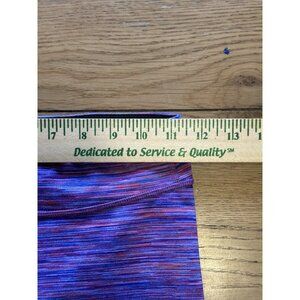 7 8 9 10 11 12 13
Dedicated to Service & Quality℠